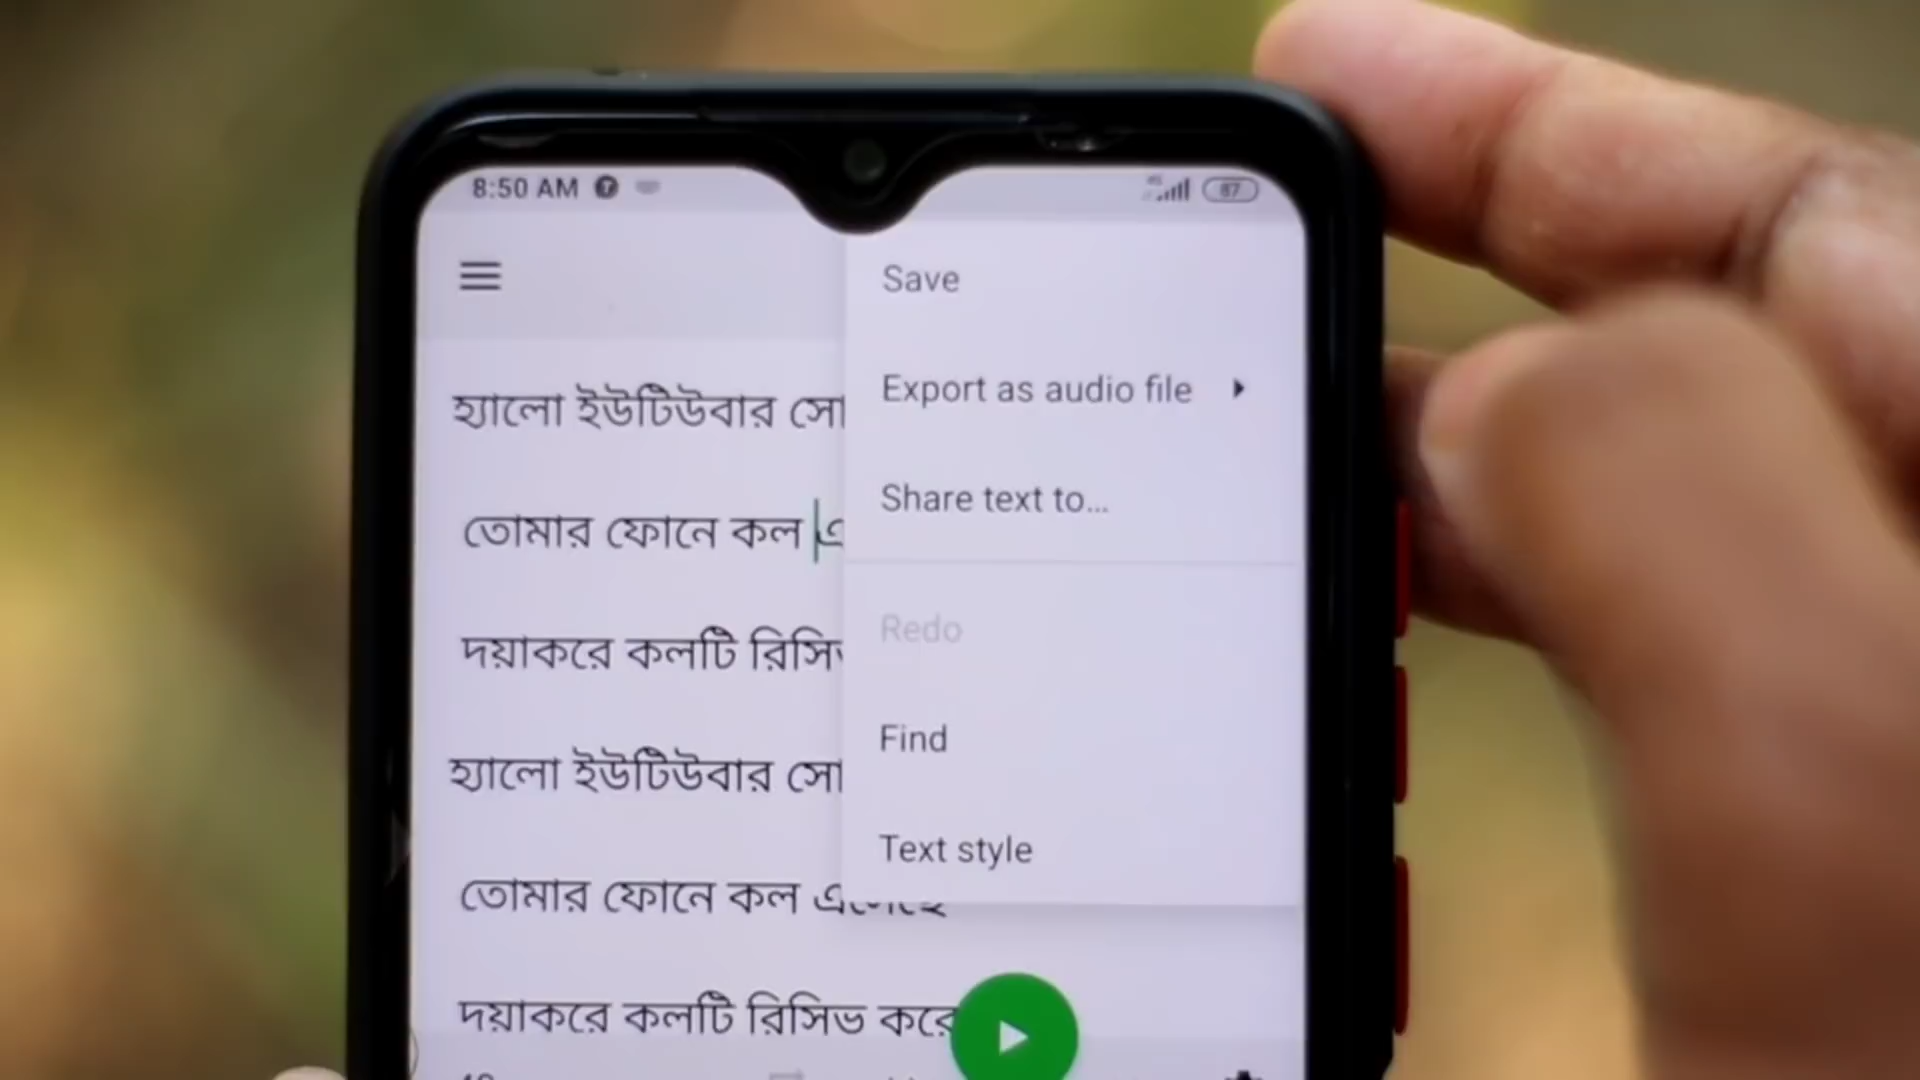 8:50 AM
87
Save
Export as audio file
Share text to...
Redo
Find
Text style
হ্যালো ইউটিউবার
তোমার ফোনে কল
দয়াকরে কলটি
হ্যালো ইউটিউবার
তোমার ফোনে কল
দয়াকরে কলটি রিসিভ